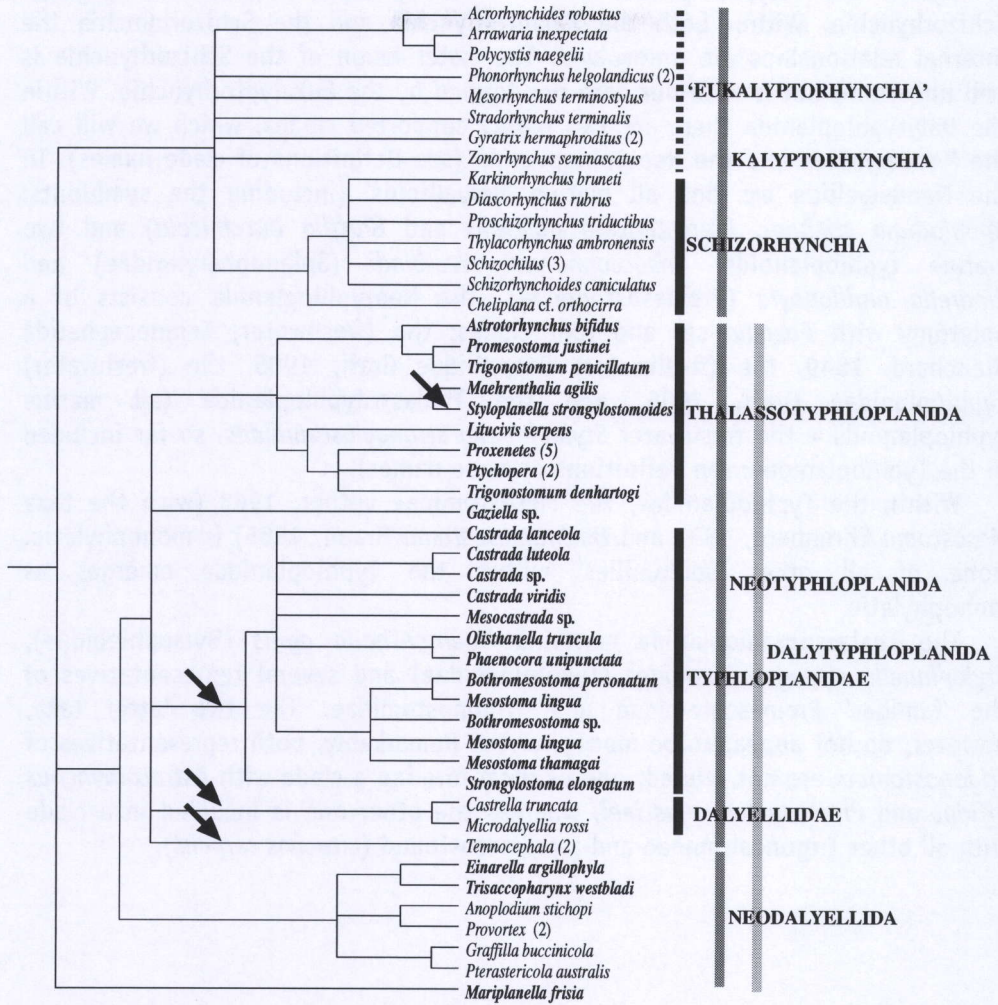 Acrorhynchides robustus
Arrawaria inexpectata
Polycystis naegelii
Phonorhynchus helgolandicus (2)
'EUKALYPTORHYNCHIA'
Mesorhynchus terminostylus
Stradorhynchus terminalis
Gyratrix hermaphroditus (2)
Zonorhynchus seminascatus
KALYPTORHYNCHIA
Karkinorhynchus bruneti
Diascorhynchus rubrus
Proschizorhynchus triductibus
Thylacorhynchus ambronensis
SCHIZORHYNCHIA
Schizochilus (3)
Schizorhynchoides caniculatus
Cheliplana cf. orthocirra
Astrotorhynchus bifidus
Promesostoma justinei
Trigonostomum penicillatum
Maehrenthalia agilis
Styloplanella strongylostomoides
THALASSOTYPHLOPLANIDA
Litucivis serpens
Proxenetes (5)
Ptychopera (2)
Trigonostomum denhartogi
Gaziella sp.
Castrada lanceola
Castrada luteola
Castrada sp.
NEOTYPHLOPLANIDA
Castrada viridis
Mesocastrada sp.
Olisthanella truncula
Phaenocora unipunctata
DALYTYPHLOPLANIDA
Bothromesostoma personatum
TYPHLOPLANIDAE
Mesostoma lingua
Bothromesostoma sp.
Mesostoma lingua
Mesostoma thamagai
Strongylostoma elongatum
Castrella truncata
DALYELLIIDAE
Microdalyellia rossi
Temnocephala (2)
Einarella argillophyla
Trisaccopharynx westbladi
Anoplodium stichopi
NEODALYELLIDA
Provortex (2)
Graffilla buccinicola
Pterastericola australis
Mariplanella frisia